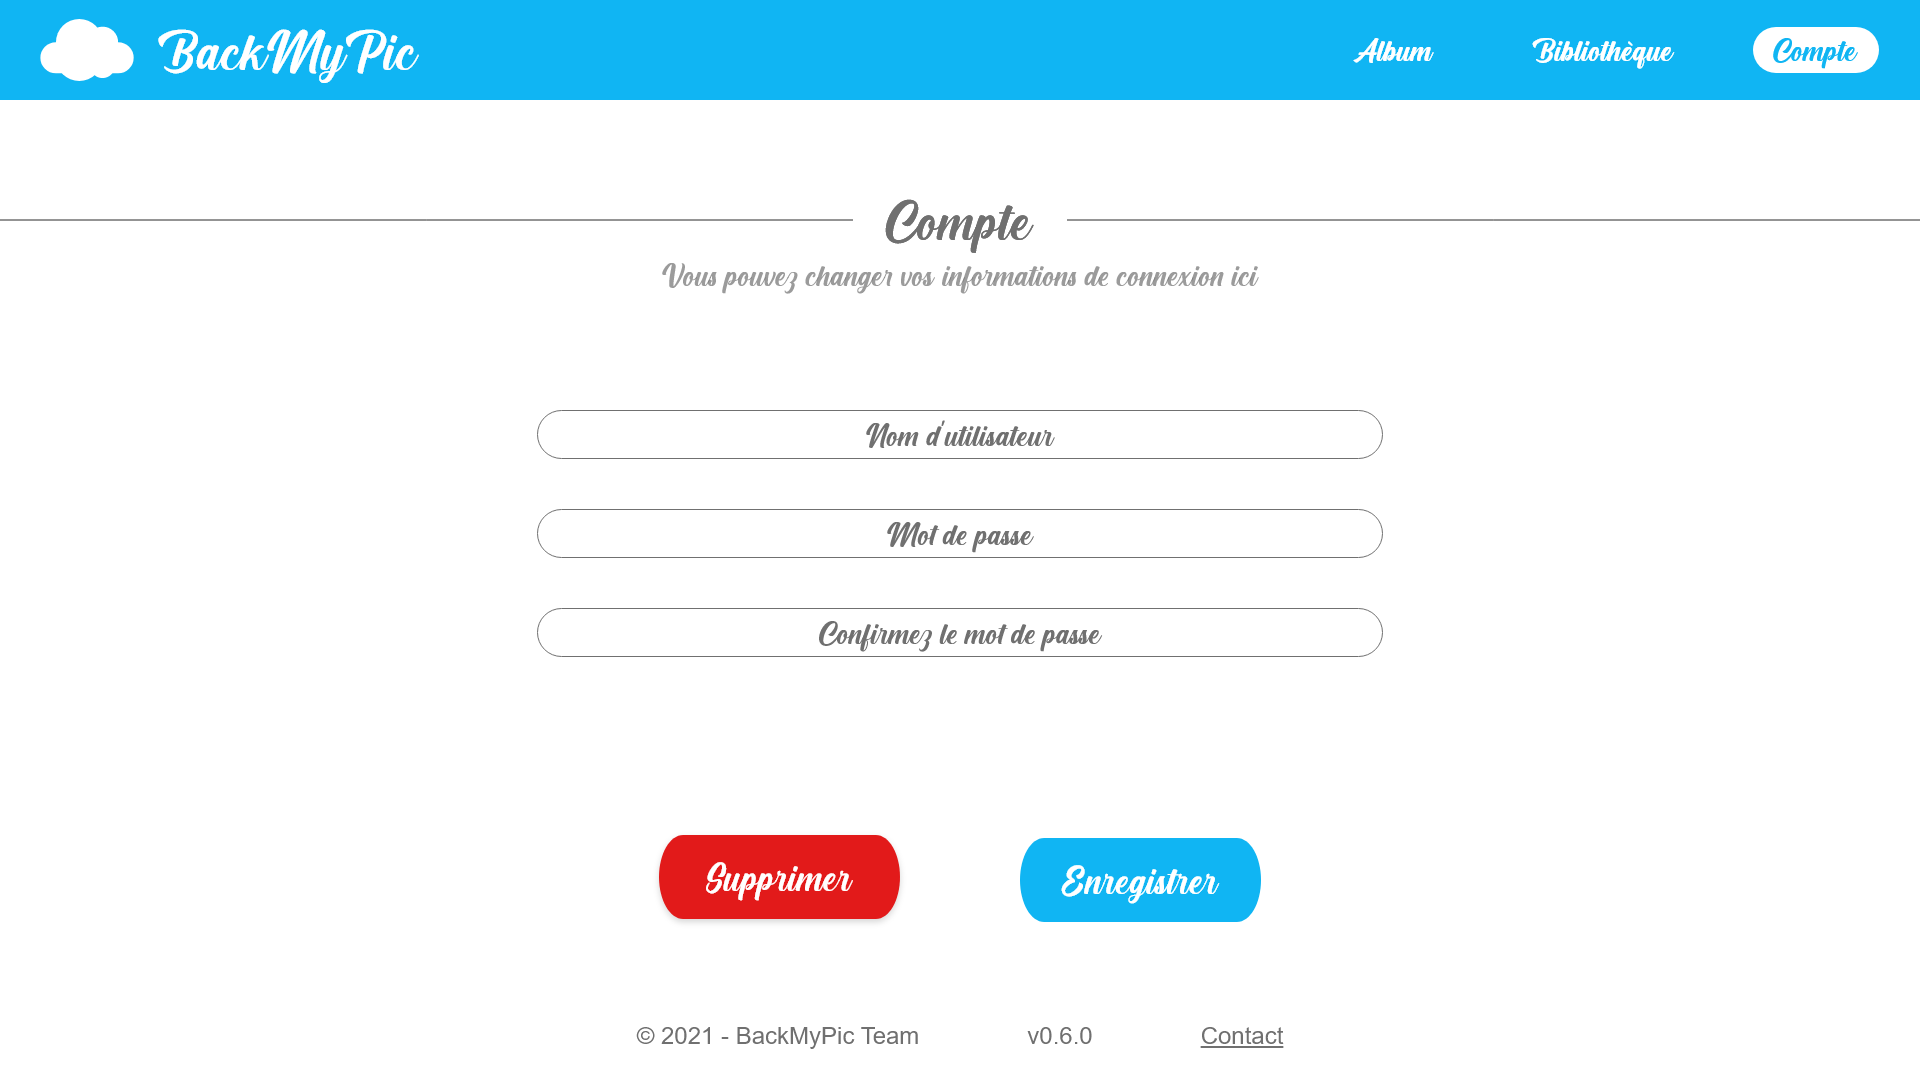 BackMyPic
Album
Bibliothèque
Compte
Compte
Vous pouvez changer vos informations de connexion ici
Nom d'utilisateur
Mot de passe
Confirmez le mot de passe
Supprimer
Enregistrer
© 2021 - BackMyPic Team
v0.6.0
Contact